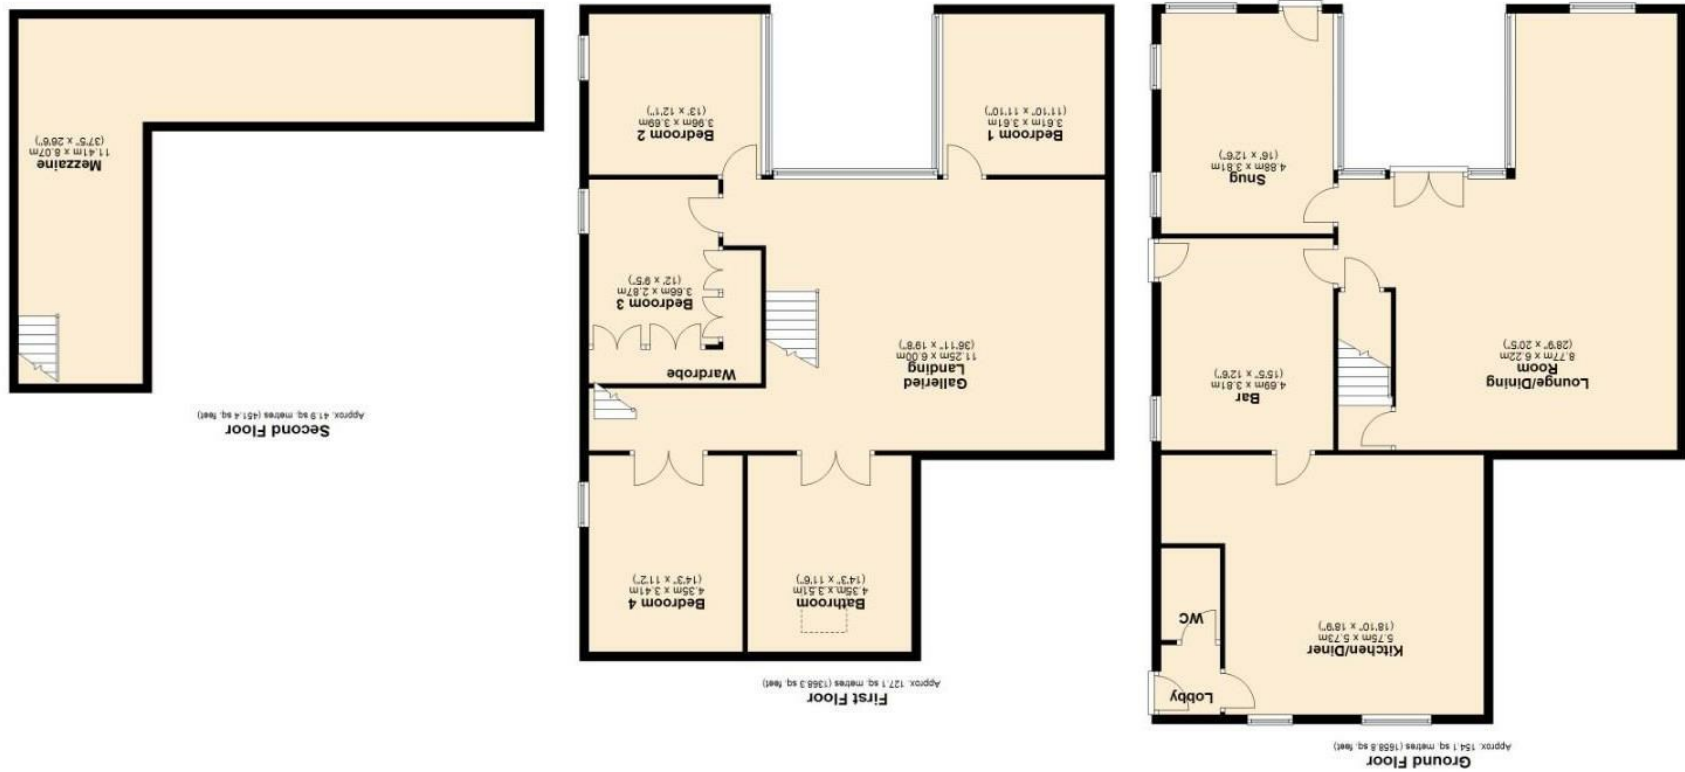 Ground Floor
Approx. 154.1 sq. metres (1658.8 sq. feet)
Lobby
WC
Kitchen/Diner
5.75m x 5.73m
(18'10" x 18'9")
Bar
4.69m x 3.81m
(15'5" x 12'6")
Lounge/Dining
Room
8.77m x 6.22m
(28'9" x 20'5")
Snug
4.88m x 3.81m
(16' x 12'6")
First Floor
Approx. 127.1 sq. metres (1368.3 sq. feet)
Bathroom
4.35m x 3.51m
(14'3" x 11'6")
Bedroom 4
4.35m x 3.41m
(14'3" x 11'2")
Wardrobe
Galleried
Landing
11.25m x 6.00m
(36'11" x 19'8")
Bedroom 3
3.66m x 2.87m
(12' x 9'5")
Bedroom 1
3.61m x 3.61m
(11'10" x 11'10")
Bedroom 2
3.96m x 3.69m
(13' x 12'1")
Second Floor
Approx. 41.9 sq. metres (451.4 sq. feet)
Mezzaine
11.41m x 8.07m
(37'5" x 26'6")